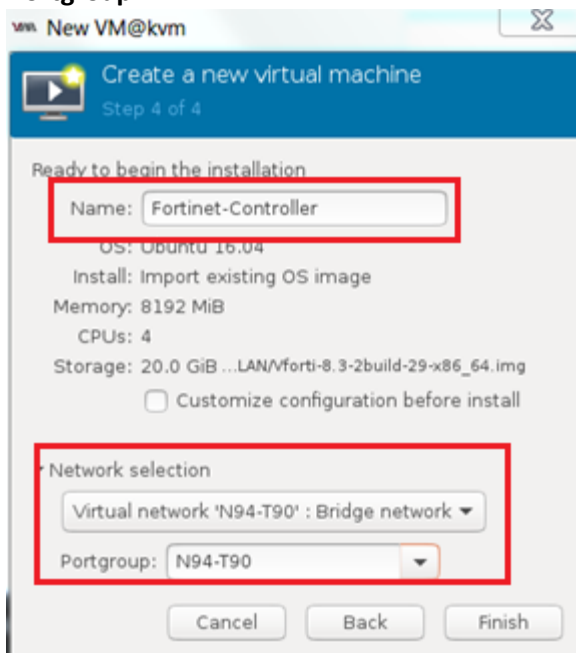 New VM@kvm
Create a new virtual machine
Step 4 of 4
Ready to begin the installation
Name: Fortinet-Controller
OS: Ubuntu 16.04
Install: Import existing OS image
Memory: 8192 MiB
CPUs: 4
Storage: 20.0 GiB ...LAN/Vforti-8.3-2build-29-x86_64.img
Customize configuration before install
Network selection
Virtual network 'N94-T90' : Bridge network
Portgroup: N94-T90
Cancel Back Finish